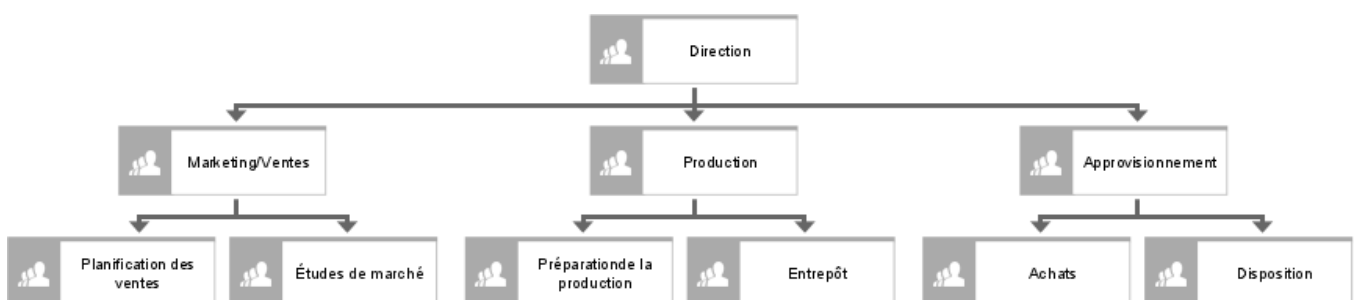 Direction
Marketing/Ventes
Production
Approvisionnement
Planification des
ventes
Études de marché
Préparationde la
production
Entrepôt
Achats
Disposition